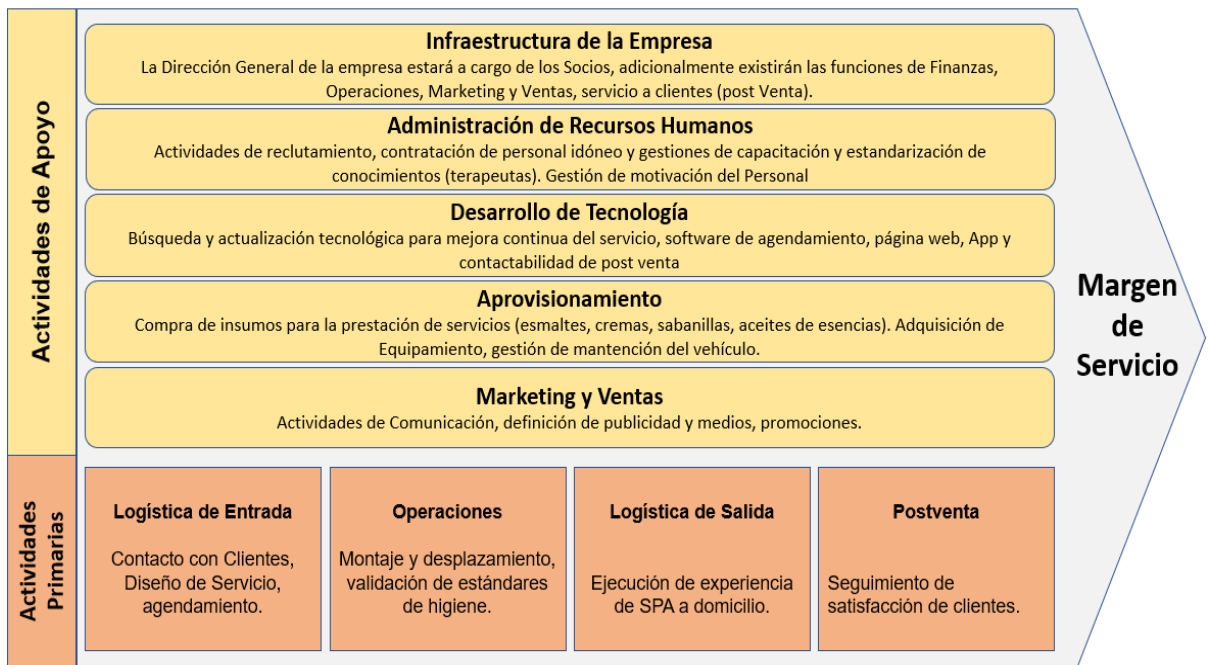 Actividades de Apoyo
Infraestructura de la Empresa
La Dirección General de la empresa estará a cargo de los Socios, adicionalmente existirán las funciones de Finanzas,
Operaciones, Marketing y Ventas, servicio a clientes (post Venta).
Administración de Recursos Humanos
Actividades de reclutamiento, contratación de personal idóneo y gestiones de capacitación y estandarización de
conocimientos (terapeutas). Gestión de motivación del Personal
Desarrollo de Tecnología
Búsqueda y actualización tecnológica para mejora continua del servicio, software de agendamiento, página web, App y
contactabilidad de post venta
Aprovisionamiento
Compra de insumos para la prestación de servicios (esmaltes, cremas, sabanillas, aceites de esencias). Adquisición de
Equipamiento, gestión de mantención del vehículo.
Marketing y Ventas
Actividades de Comunicación, definición de publicidad y medios, promociones.
Actividades
Primarias
Logística de Entrada
Contacto con Clientes,
Diseño de Servicio,
agendamiento.
Operaciones
Montaje y desplazamiento,
validación de estándares
de higiene.
Logística de Salida
Ejecución de experiencia
de SPA a domicilio.
Postventa
Seguimiento de
satisfacción de clientes.
Margen
de
Servicio